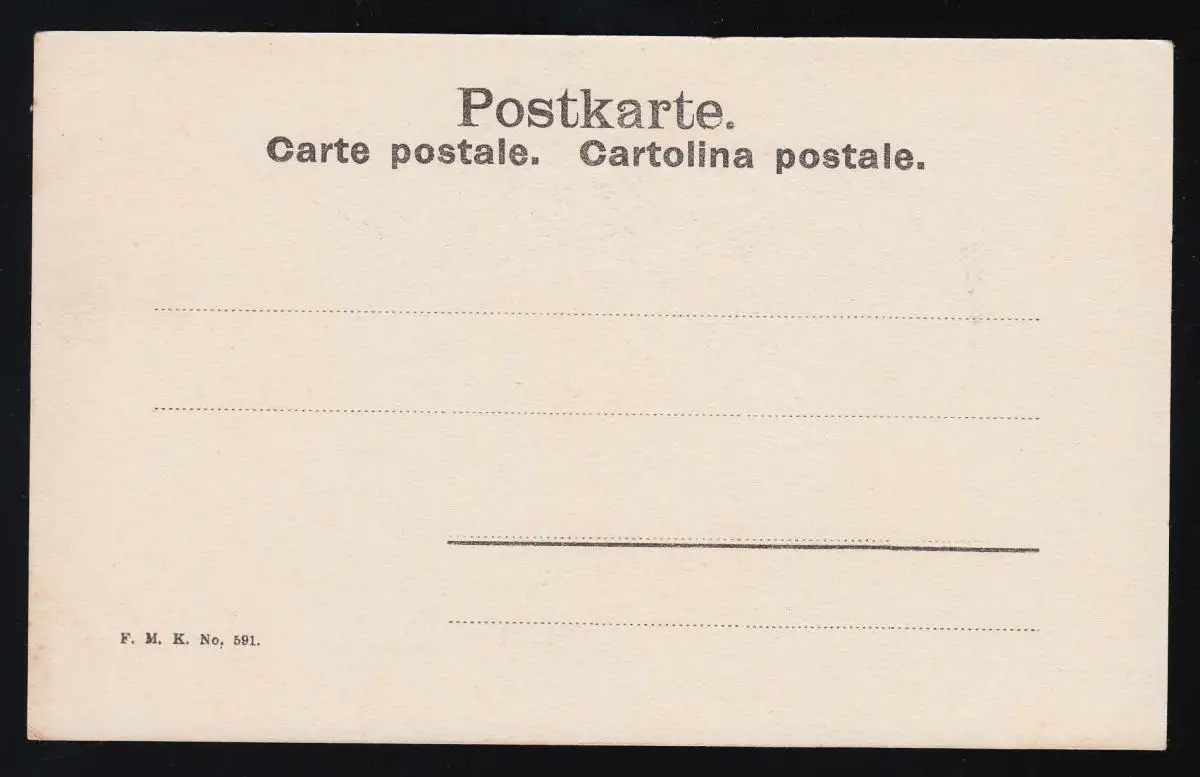 Postkarte.
Carte postale. Cartolina postale.
F. M. K. No. 591.